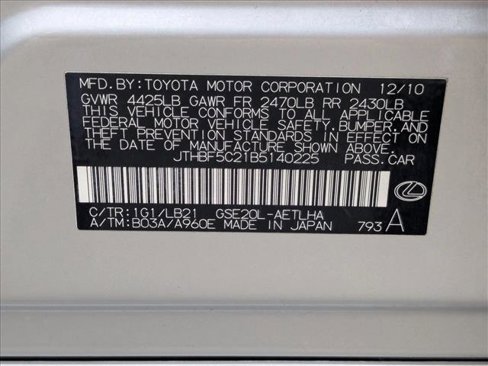 MFD.BY:TOYOTA MOTOR CORPORATION 12/10
GVWR 4425LB GAWR FR 2470LB RR 2430LB
THIS VEHICLE CONFORMS TO ALL APPLICABLE
FEDERAL MOTOR VEHICLE SAFETY,BUMPER,AND
THEFT PREVENTION STANDARDS IN EFFECT ON
THE DATE OF MANUFACTURE SHOWN ABOVE.
JTHBF5C21B5140225 PASS.CAR
C/TR:1G1/LB21 GSE20L-AETLHA
A/TM:B03A/A960E MADE IN JAPAN 793 A